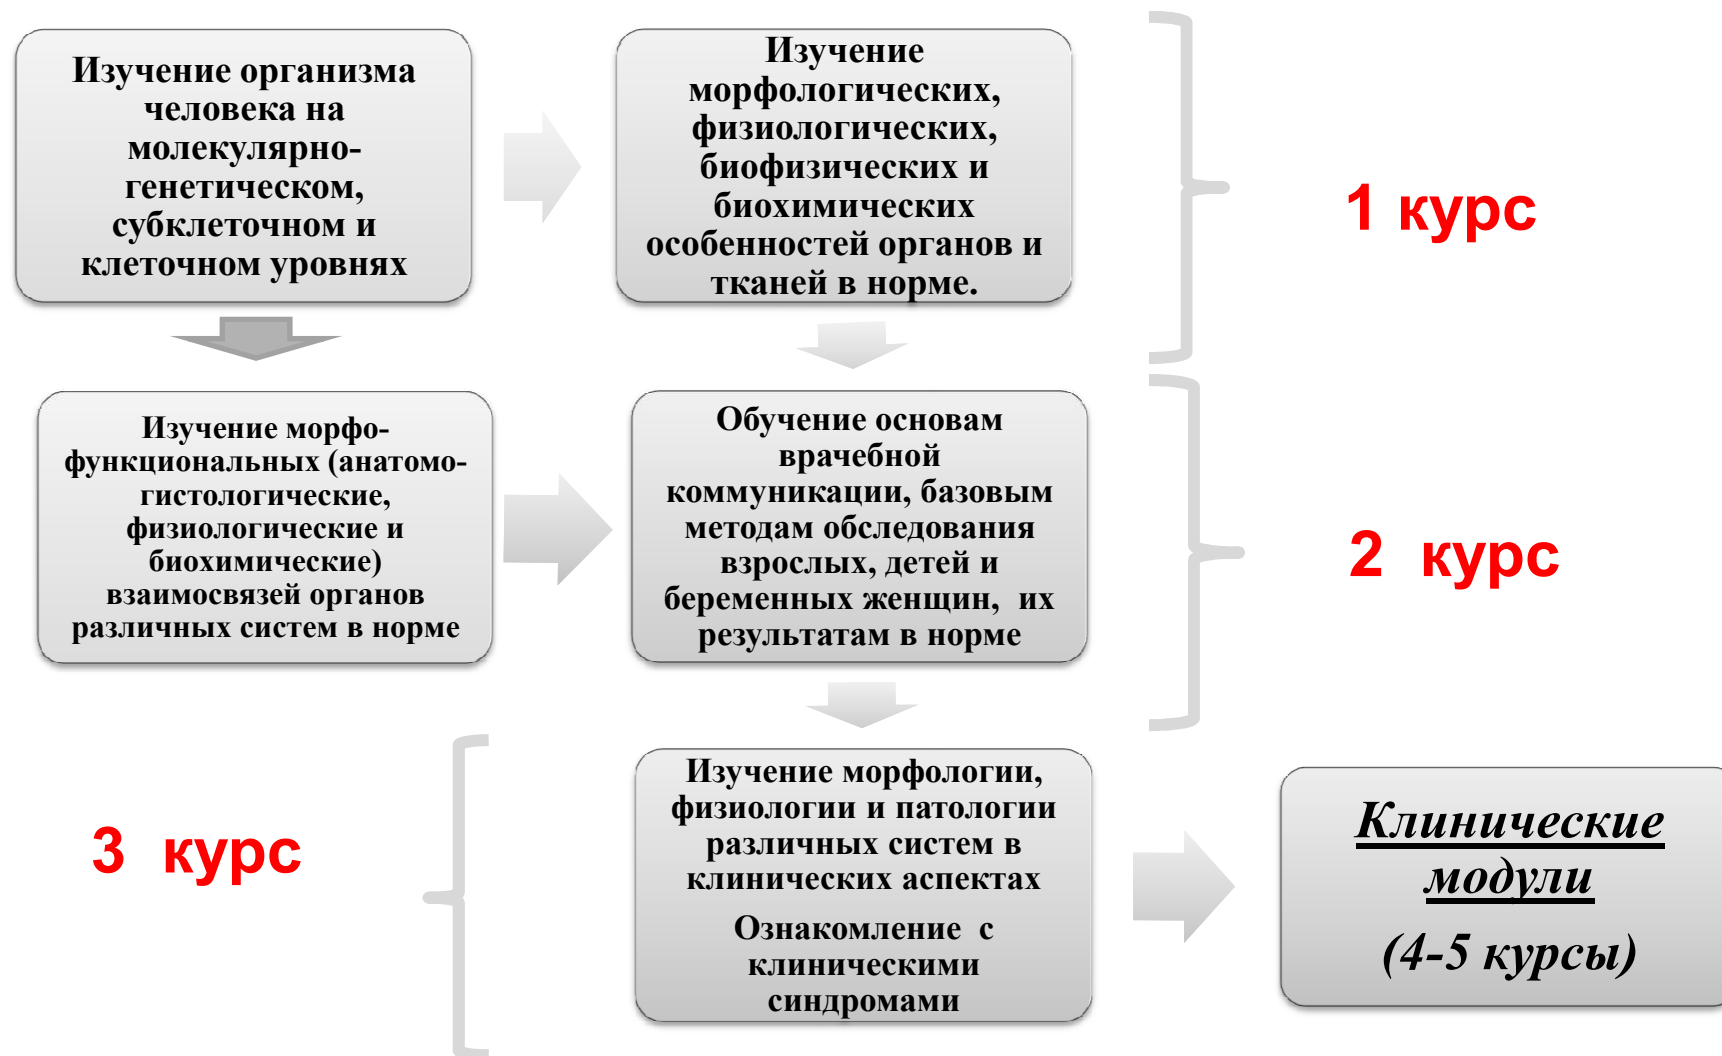 Изучение организма
человека на
молекулярно-
генетическом,
субклеточном и
клеточном уровнях
Изучение
морфологических,
физиологических,
биофизических и
биохимических
особенностей органов и
тканей в норме.
1 курс
Изучение морфо-
функциональных (анатомо-
гистологические,
физиологические и
биохимические)
взаимосвязей органов
различных систем в норме
Обучение основам
врачебной
коммуникации, базовым
методам обследования
взрослых, детей и
беременных женщин, их
результатам в норме
2 курс
3 курс
Изучение морфологии,
физиологии и патологии
различных систем в
клинических аспектах
Ознакомление с
клиническими
синдромами
Клинические
модули
(4-5 курсы)